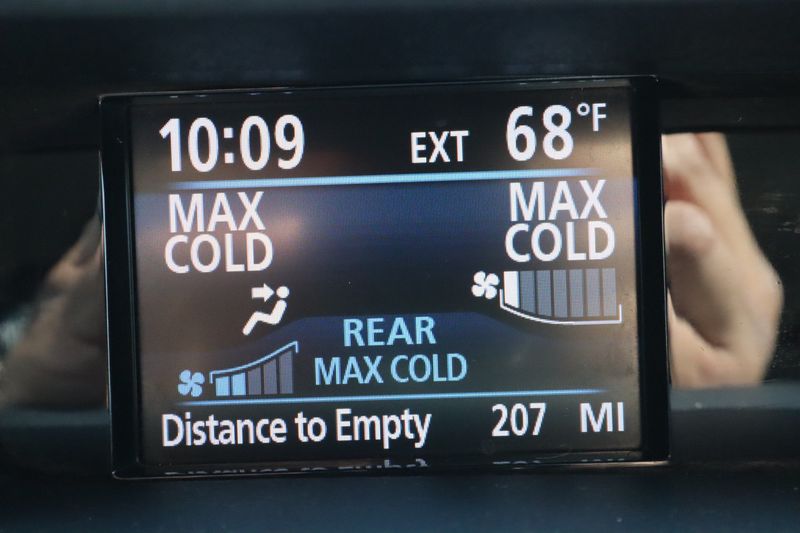 10:09 EXT 68°F
MAX COLD
MAX COLD
REAR
MAX COLD
Distance to Empty 207 MI